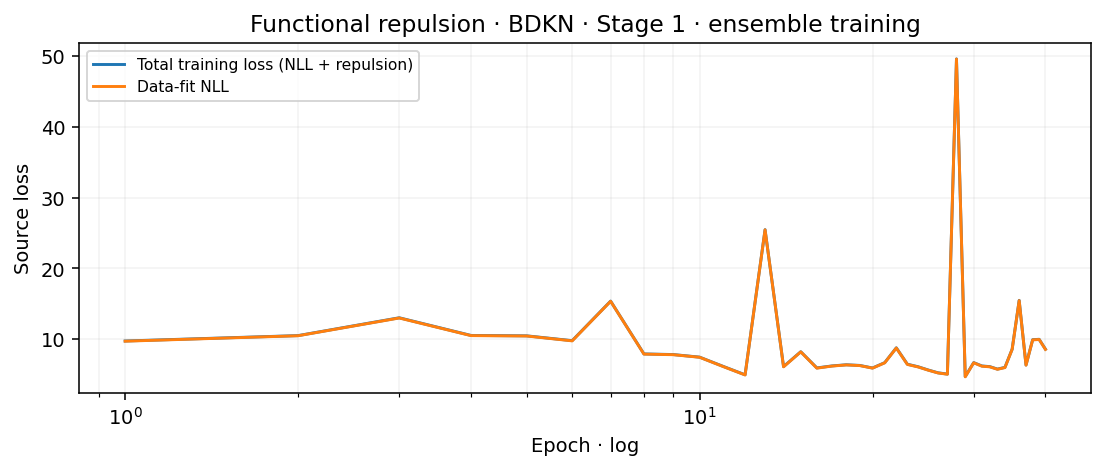 Functional repulsion · BDKN · Stage 1 · ensemble training
Total training loss (NLL + repulsion)
Data-fit NLL
Source loss
50
40
30
20
10
10⁰
10¹
Epoch · log